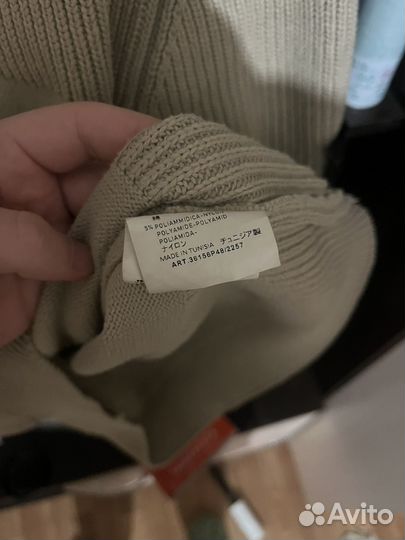 綿
5% POLIAMMIDICA-NYLON
POLYAMIDE-POLYAMID
POLIAMIDA-
ナイロン
MADE IN TUNISIA チュニジア製
ART.36156P48/2257
Avito